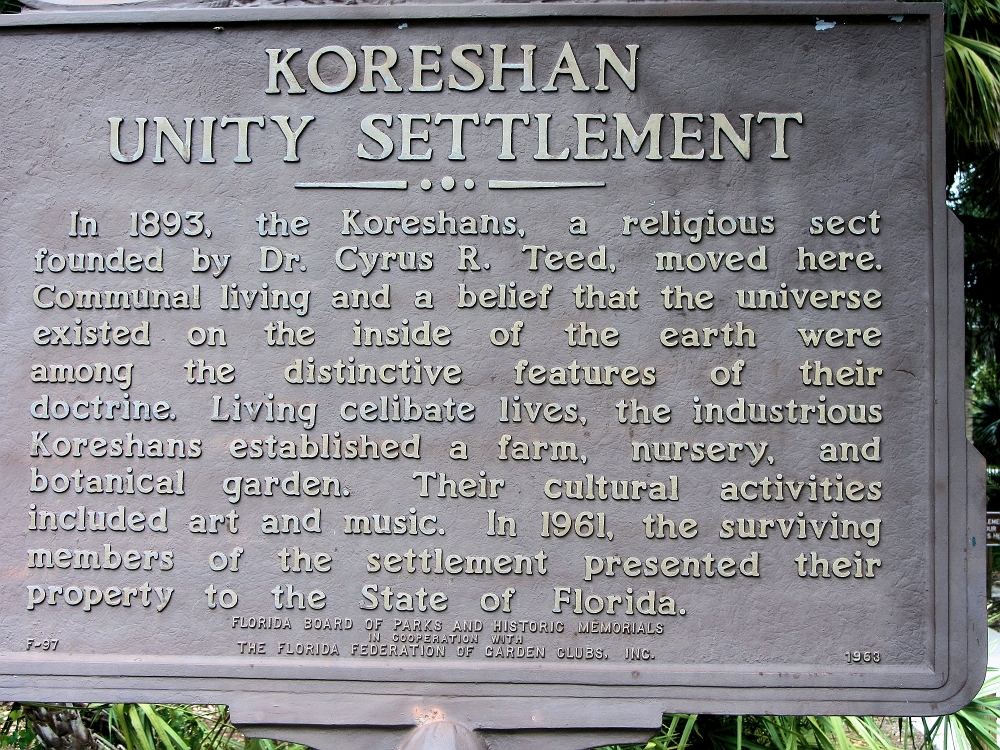 KORESHAN
UNITY SETTLEMENT
In 1893, the Koreshans, a religious sect
founded by Dr. Cyrus R. Teed, moved here.
Communal living and a belief that the universe
existed on the inside of the earth were
among the distinctive features of their
doctrine. Living celibate lives, the industrious
Koreshans established a farm, nursery, and
botanical garden. Their cultural activities
included art and music. In 1961, the surviving
members of the settlement presented their
property to the State of Florida.
FLORIDA BOARD OF PARKS AND HISTORIC MEMORIALS
IN COOPERATION WITH
THE FLORIDA FEDERATION OF GARDEN CLUBS, INC.
F-97
1963